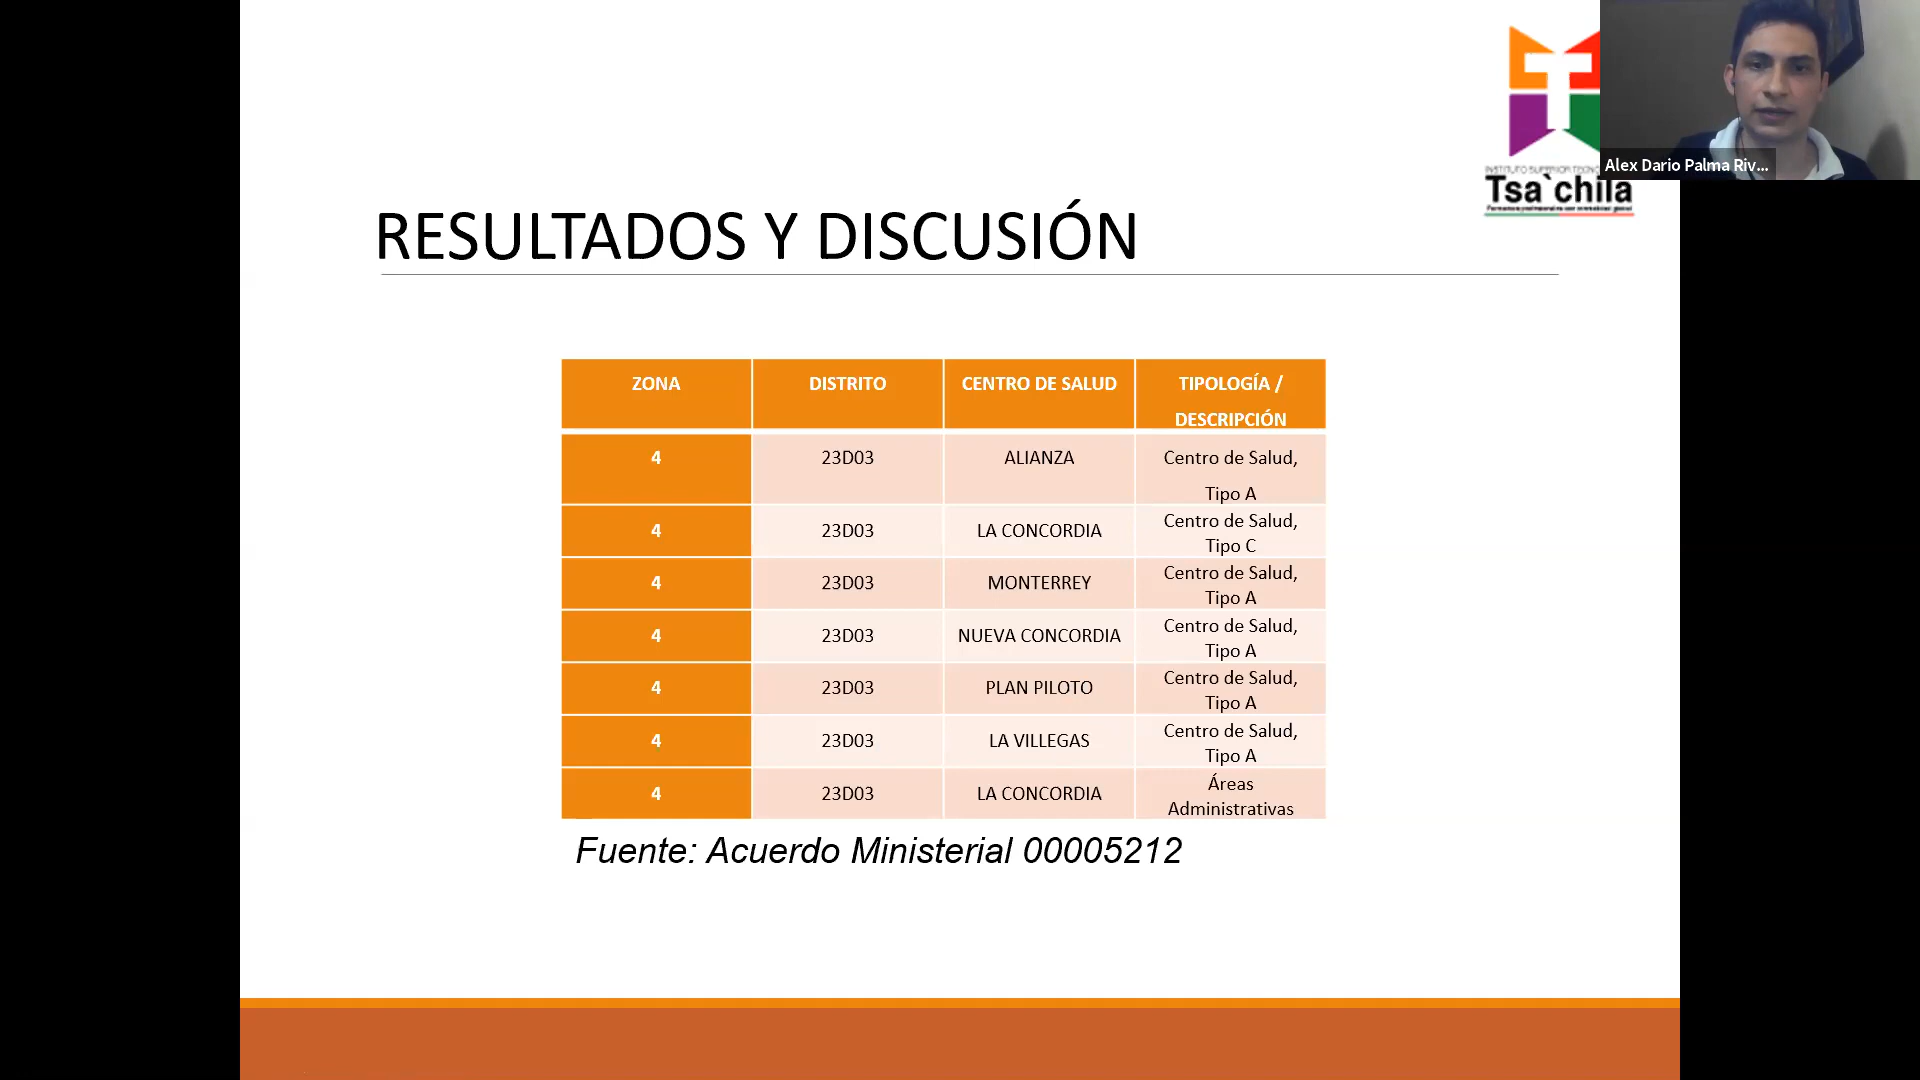 INSTITUTO SUPERIOR
Tsa`chila
Alex Dario Palma Riv...
RESULTADOS Y DISCUSIÓN
ZONA DISTRITO CENTRO DE SALUD TIPOLOGÍA /
DESCRIPCIÓN
4 23D03 ALIANZA Centro de Salud,
Tipo A
4 23D03 LA CONCORDIA Centro de Salud,
Tipo C
4 23D03 MONTERREY Centro de Salud,
Tipo A
4 23D03 NUEVA CONCORDIA Centro de Salud,
Tipo A
4 23D03 PLAN PILOTO Centro de Salud,
Tipo A
4 23D03 LA VILLEGAS Centro de Salud,
Tipo A
4 23D03 LA CONCORDIA Áreas
Administrativas
Fuente: Acuerdo Ministerial 00005212